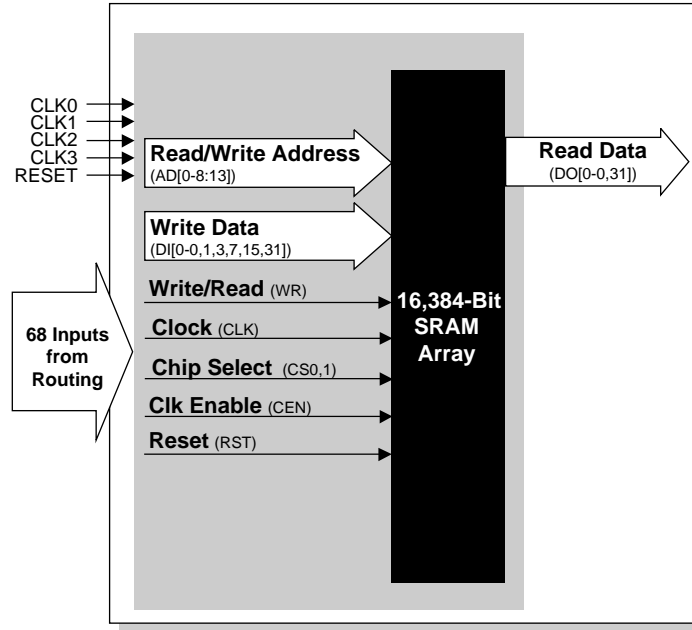 CLK0
CLK1
CLK2
CLK3
RESET
Read/Write Address
(AD[0-8:13])
Read Data
(DO[0-0,31])
Write Data
(DI[0-0,1,3,7,15,31])
68 Inputs
from
Routing
Write/Read (WR)
Clock (CLK)
Chip Select (CS0,1)
Clk Enable (CEN)
Reset (RST)
16,384-Bit
SRAM
Array